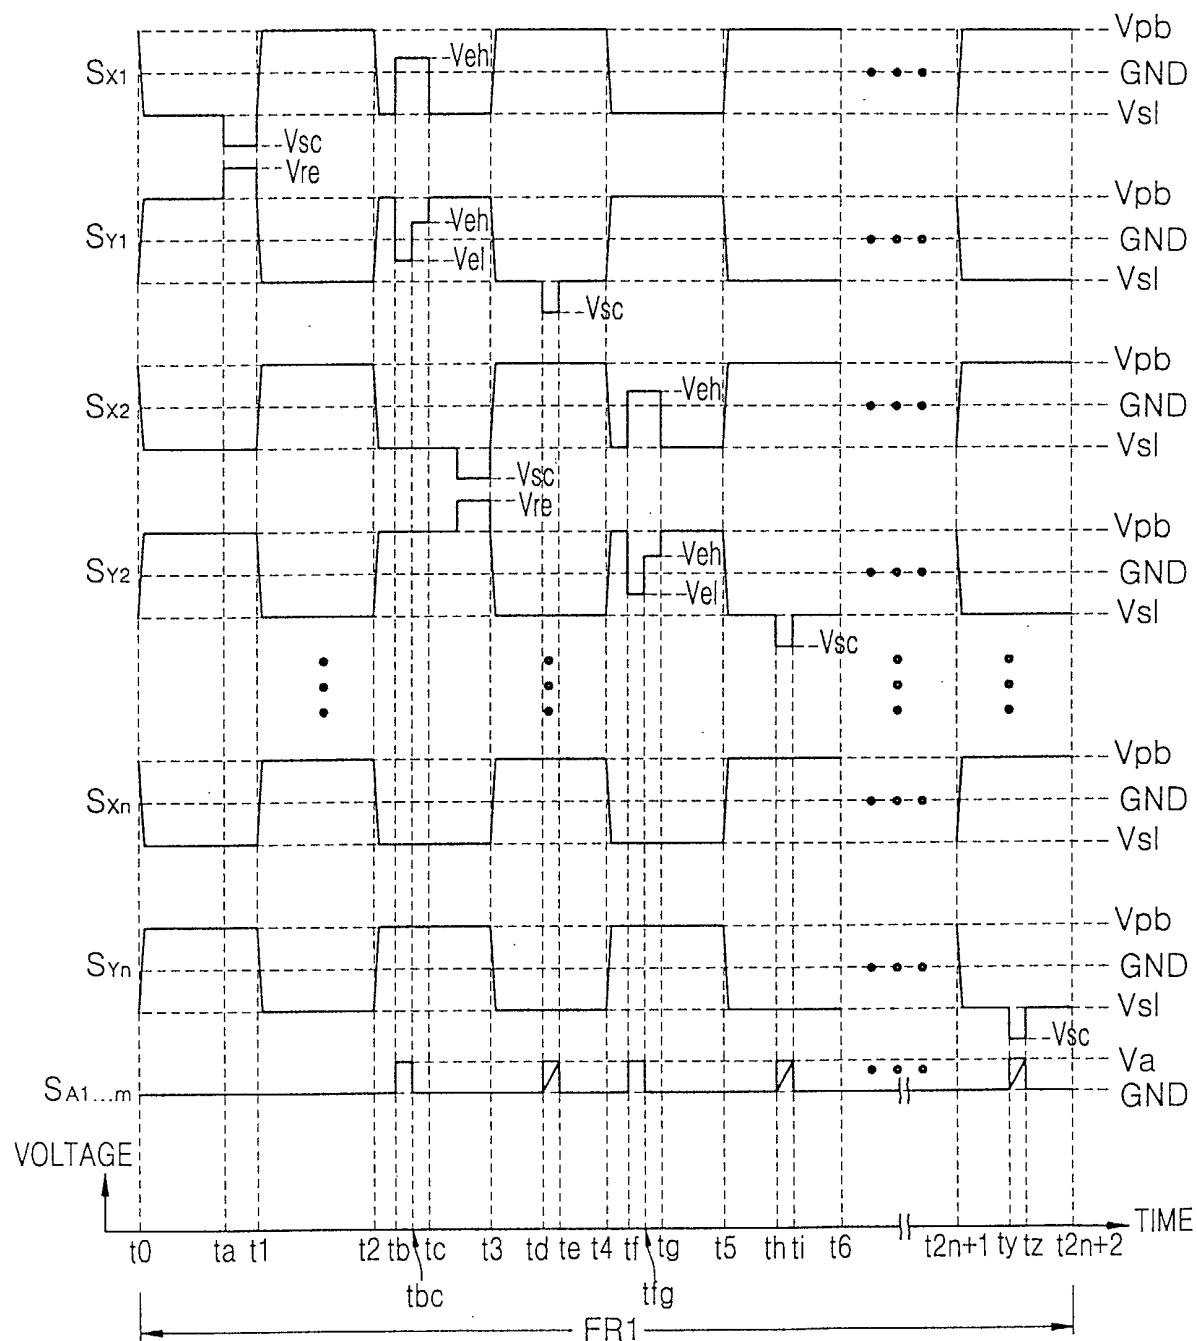 Vpb
SX1
Veh
GND
Vsl
Vsc
Vre
Vpb
SY1
Veh
GND
Vel
Vsl
Vsc
Vpb
SX2
Veh
GND
Vsl
Vsc
Vre
Vpb
SY2
Veh
GND
Vel
Vsl
Vsc
Vpb
SXn
GND
Vsl
Vpb
SYn
GND
Vsl
Vsc
Va
SA1...m
GND
VOLTAGE
TIME
t0 ta t1 t2 tb tc t3 td te t4 tf tg t5 th ti t6 t2n+1 ty tz t2n+2
tbc tfg
FR1